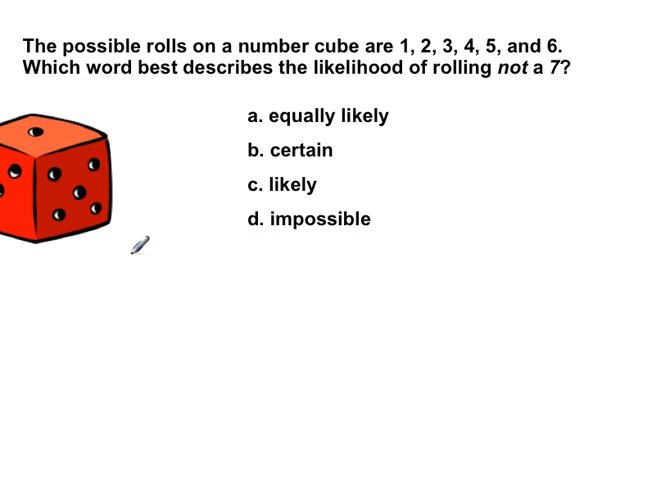 The possible rolls on a number cube are 1, 2, 3, 4, 5, and 6.
Which word best describes the likelihood of rolling not a 7?
a. equally likely
b. certain
c. likely
d. impossible